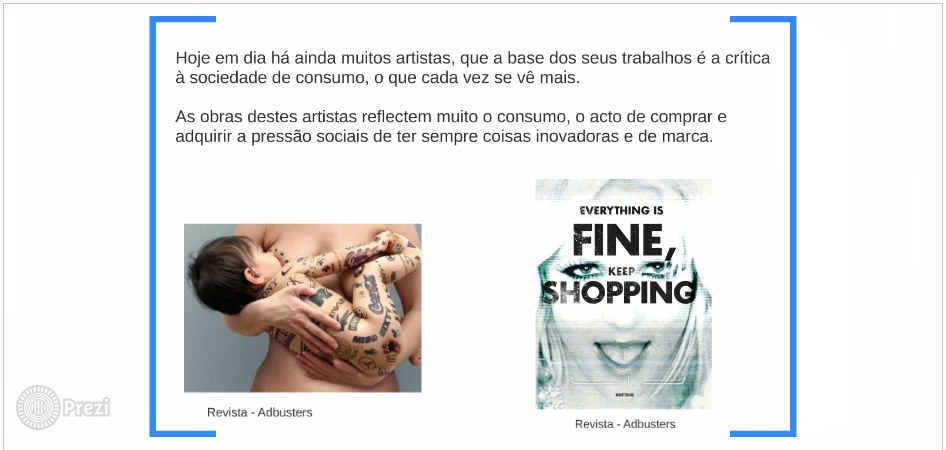 Hoje em dia há ainda muitos artistas, que a base dos seus trabalhos é a crítica
à sociedade de consumo, o que cada vez se vê mais.
As obras destes artistas reflectem muito o consumo, o acto de comprar e
adquirir a pressão sociais de ter sempre coisas inovadoras e de marca.
EVERYTHING IS
FINE,
KEEP
SHOPPING
Revista - Adbusters
Revista - Adbusters
Prezi